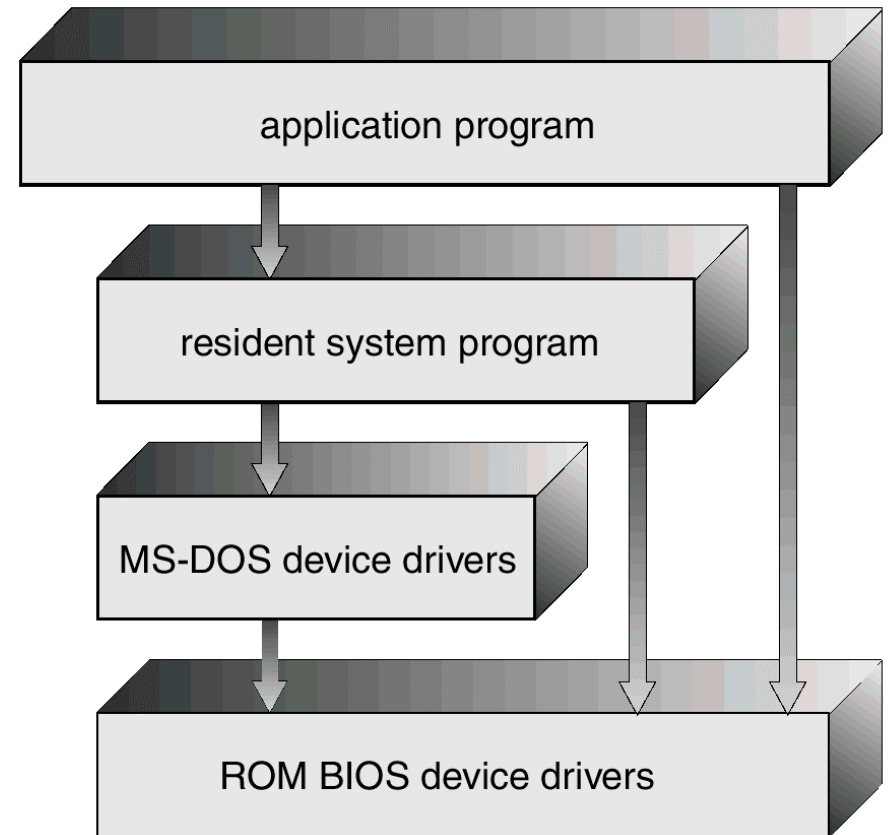 application program
resident system program
MS-DOS device drivers
ROM BIOS device drivers